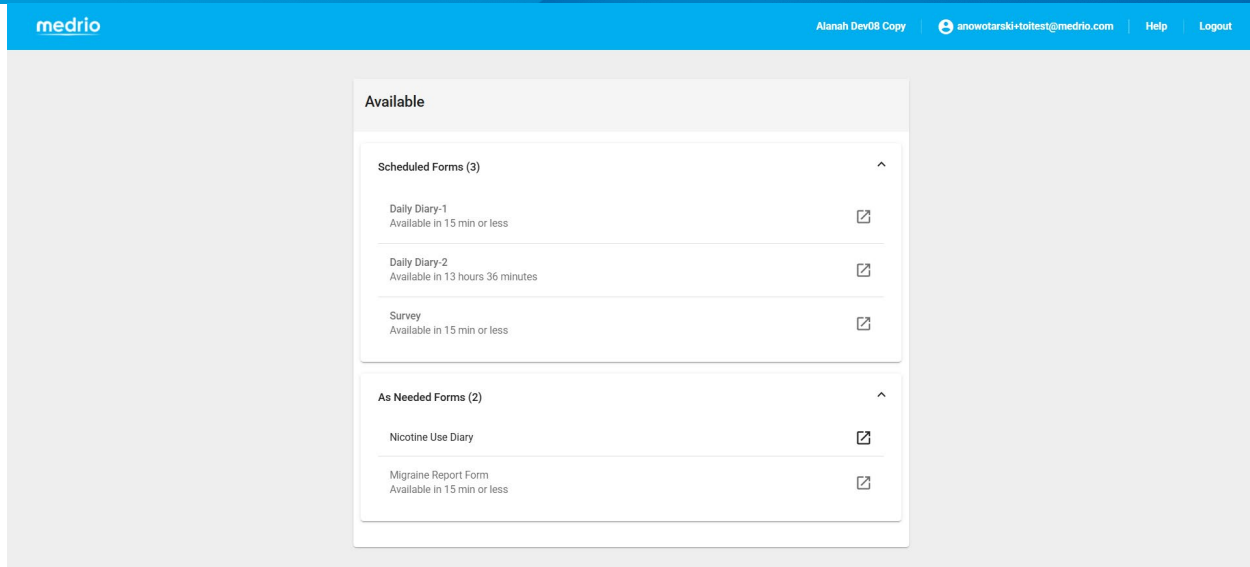 medrio
Alanah Dev08 Copy
anowotarski+toitest@medrio.com
Help
Logout
Available
Scheduled Forms (3)
Daily Diary-1
Available in 15 min or less
Daily Diary-2
Available in 13 hours 36 minutes
Survey
Available in 15 min or less
As Needed Forms (2)
Nicotine Use Diary
Migraine Report Form
Available in 15 min or less